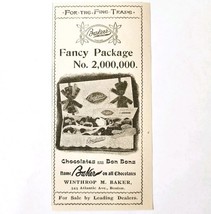 FOR THE FINE TRADE
Baker's
Fancy Package
No. 2,000,000.
Chocolates AND Bon Bons
Name Baker on all Chocolates
WINTHROP M. BAKER,
Atlantic Ave., Boston.
For Sale by Leading Dealers.